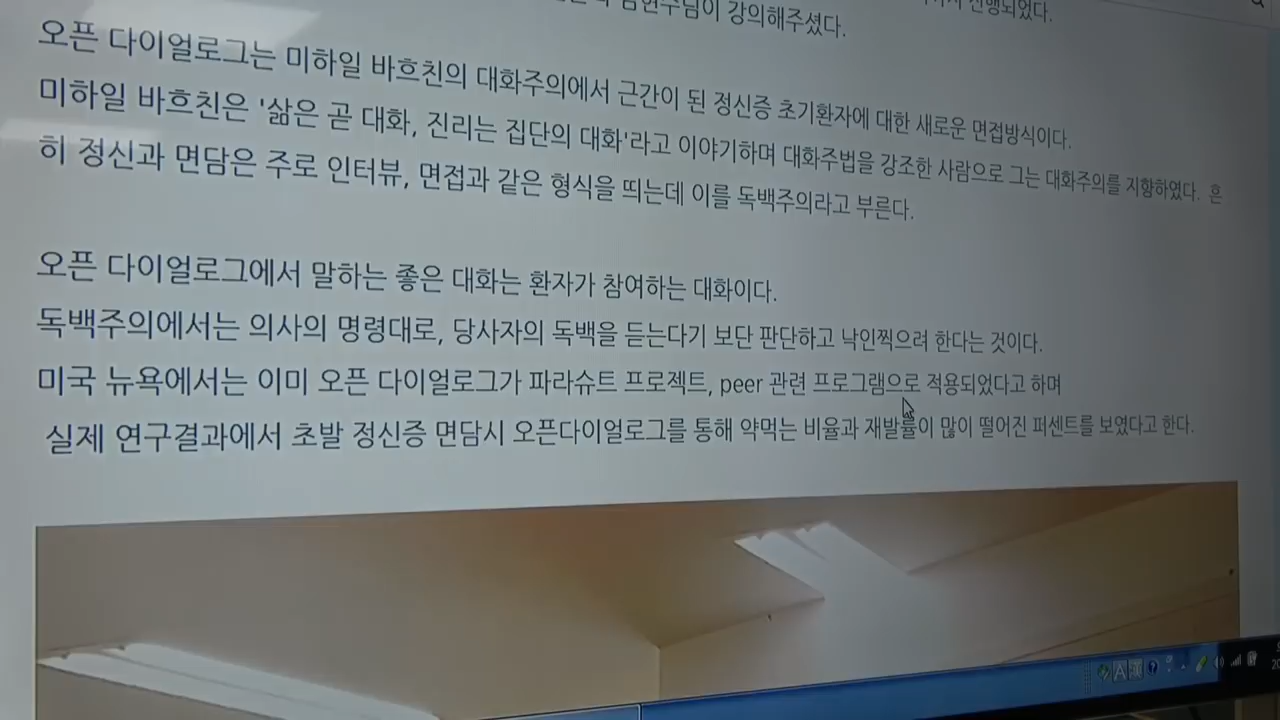 강의해주셨다.
진행되었다.
오픈 다이얼로그는 미하일 바흐친의 대화주의에서 근간이 된 정신증 초기환자에 대한 새로운 면접방식이다.
미하일 바흐친은 '삶은 곧 대화, 진리는 집단의 대화'라고 이야기하며 대화주법을 강조한 사람으로 그는 대화주의를 지향하였다. 흔
히 정신과 면담은 주로 인터뷰, 면접과 같은 형식을 띄는데 이를 독백주의라고 부른다.
오픈 다이얼로그에서 말하는 좋은 대화는 환자가 참여하는 대화이다.
독백주의에서는 의사의 명령대로, 당사자의 독백을 듣는다기 보단 판단하고 낙인찍으려 한다는 것이다.
미국 뉴욕에서는 이미 오픈 다이얼로그가 파라슈트 프로젝트, peer 관련 프로그램으로 적용되었다고 하며
실제 연구결과에서 초발 정신증 면담시 오픈다이얼로그를 통해 약먹는 비율과 재발률이 많이 떨어진 퍼센트를 보였다고 한다.